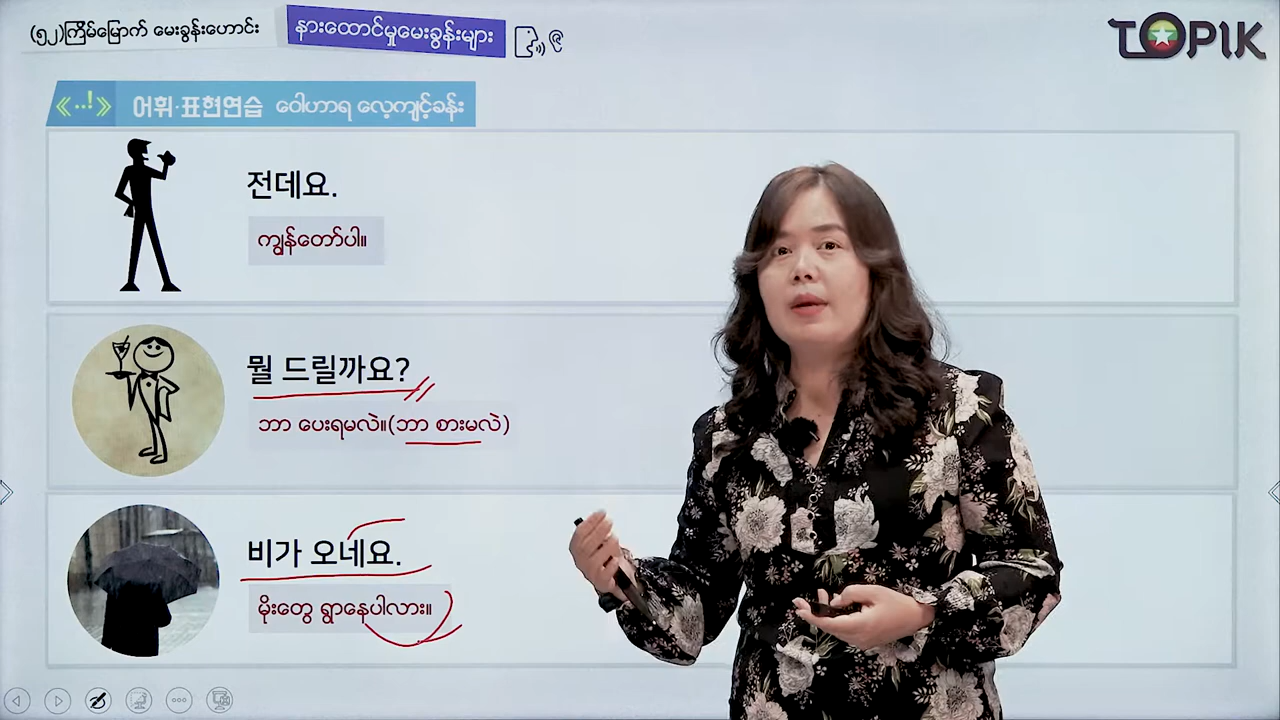 (၅၂)ကြိမ်မြောက် မေးခွန်းဟောင်း
နားထောင်မှုမေးခွန်းများ
၉
TOPIK
어휘·표현연습 ဝေါဟာရ လေ့ကျင့်ခန်း
전데요.
ကျွန်တော်ပါ။
뭘 드릴까요?
ဘာ ပေးရမလဲ။(ဘာ စားမလဲ)
비가 오네요.
မိုးတွေ ရွာနေပါလား။